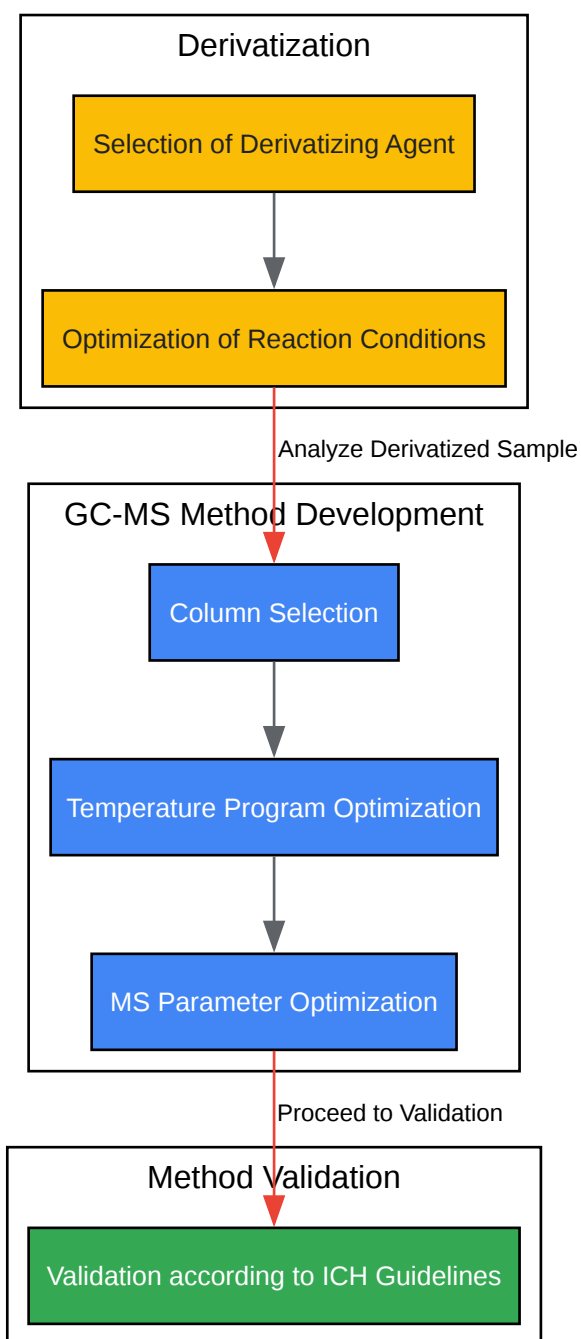 Derivatization
Selection of Derivatizing Agent
Optimization of Reaction Conditions
Analyze Derivatized Sample
GC-MS Method Development
Column Selection
Temperature Program Optimization
MS Parameter Optimization
Proceed to Validation
Method Validation
Validation according to ICH Guidelines